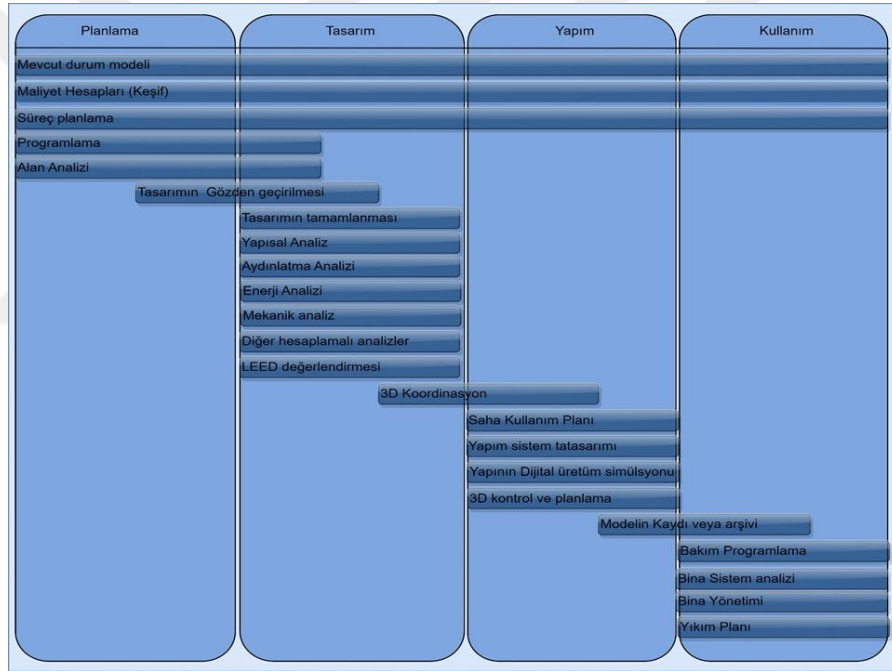 Planlama
Tasarım
Yapım
Kullanım
Mevcut durum modeli
Maliyet Hesapları (Keşif)
Süreç planlama
Programlama
Alan Analizi
Tasarımın Gözden geçirilmesi
Tasarımın tamamlanması
Yapısal Analiz
Aydınlatma Analizi
Enerji Analizi
Mekanik analiz
Diğer hesaplamalı analizler
LEED değerlendirmesi
3D Koordinasyon
Saha Kullanım Planı
Yapım sistem tatasarımı
Yapının Dijital üretüm simülsyonu
3D kontrol ve planlama
Modelin Kaydı veya arşivi
Bakım Programlama
Bina Sistem analizi
Bina Yönetimi
Yıkım Planı